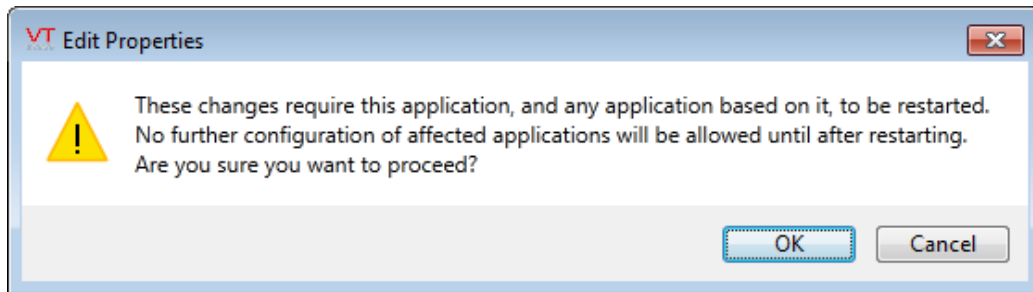 VT Edit Properties
These changes require this application, and any application based on it, to be restarted.
No further configuration of affected applications will be allowed until after restarting.
Are you sure you want to proceed?
OK Cancel